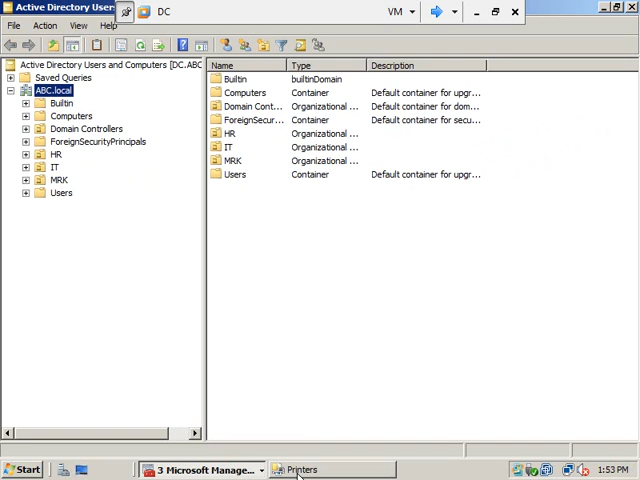 Active Directory Users
DC
VM
File Action View Help
Active Directory Users and Computers [DC.ABC
Saved Queries
ABC.local
Builtin
Computers
Domain Controllers
ForeignSecurityPrincipals
HR
IT
MRK
Users
Name Type Description
Builtin builtinDomain
Computers Container Default container for upgr...
Domain Cont... Organizational ... Default container for dom...
ForeignSecur... Container Default container for secu...
HR Organizational ...
IT Organizational ...
MRK Organizational ...
Users Container Default container for upgr...
Start
3 Microsoft Manage...
Printers
1:53 PM